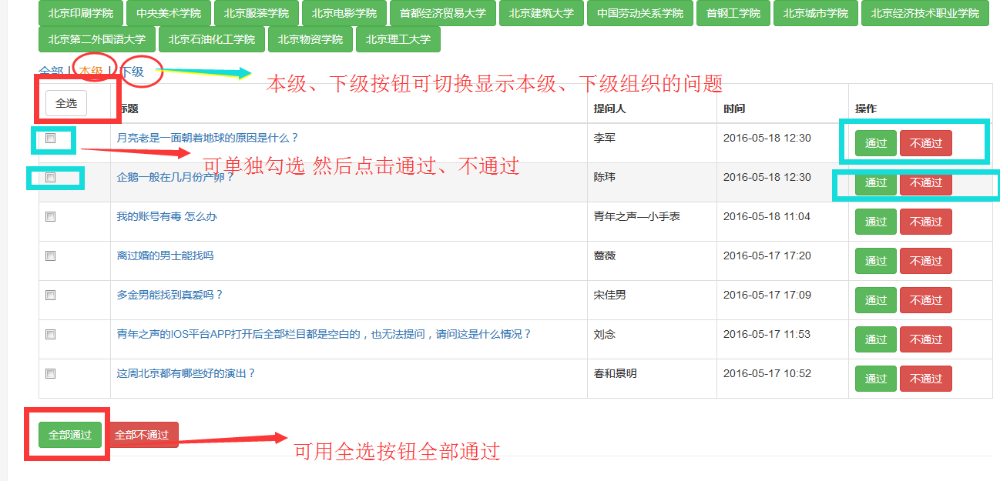 北京印刷学院 中央美术学院 北京服装学院 北京电影学院 首都经济贸易大学 北京建筑大学 中国劳动关系学院 首钢工学院 北京城市学院 北京经济技术职业学院
北京第二外国语大学 北京石油化工学院 北京物资学院 北京理工大学
全部 | 本级 | 下级
本级、下级按钮可切换显示本级、下级组织的问题
全选 标题 提问人 时间 操作
月亮老是一面朝着地球的原因是什么？ 李军 2016-05-18 12:30 通过 不通过
可单独勾选 然后点击通过、不通过
企鹅一般在几月份产卵？ 陈玮 2016-05-18 12:30 通过 不通过
我的账号有毒 怎么办 青年之声—小手表 2016-05-18 11:04 通过 不通过
离过婚的男士能找吗 蔷薇 2016-05-17 17:20 通过 不通过
多金男能找到真爱吗？ 宋佳男 2016-05-17 17:09 通过 不通过
青年之声的IOS平台APP打开后全部栏目都是空白的，也无法提问，请问这是什么情况？ 刘念 2016-05-17 11:53 通过 不通过
这周北京都有哪些好的演出？ 春和景明 2016-05-17 10:52 通过 不通过
全部通过 全部不通过
可用全选按钮全部通过